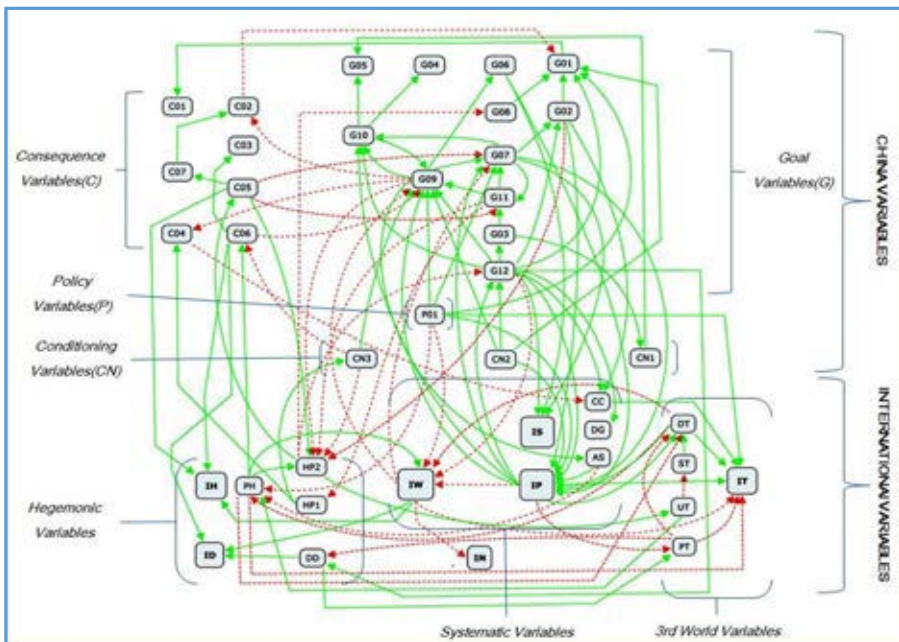 G05
G04
G06
G01
C01
C02
G08
G02
Consequence
Variables(C)
C03
G10
Goal
Variables(G)
CHINA VARIABLES
C07
G09
G07
C05
G11
C04
C06
G03
G12
Policy
Variables(P)
P01
Conditioning
Variables(CN)
CN3
CN2
CN1
INTERNATIONAL VARIABLES
CC
IS
DG
DT
AS
ST
HP2
IH
PH
IW
IP
IT
Hegemonic
Variables
HP1
UT
PT
ID
DD
IN
Systematic Variables
3rd World Variables